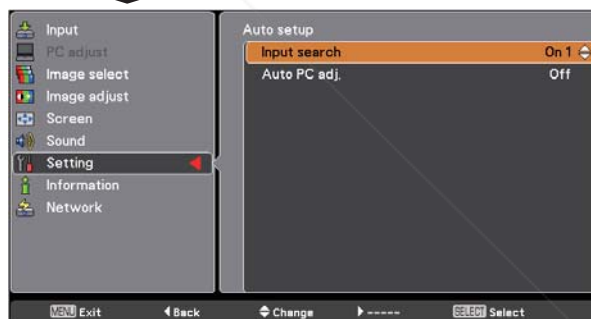 Input
PC adjust
Image select
Image adjust
Screen
Sound
Setting
Information
Network
Auto setup
Input search On 1
Auto PC adj. Off
MENU Exit Back Change ----- SELECT Select